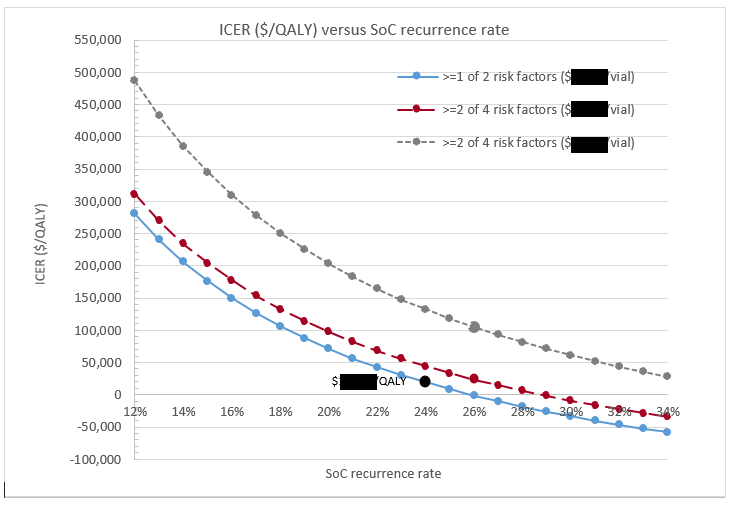 ICER ($/QALY) versus SoC recurrence rate
550,000
500,000
450,000
400,000
350,000
300,000
250,000
200,000
150,000
100,000
50,000
0
-50,000
-100,000
ICER ($/QALY)
>=1 of 2 risk factors ($ /vial)
>=2 of 4 risk factors ($ /vial)
>=2 of 4 risk factors ($ /vial)
$ /QALY
12% 14% 16% 18% 20% 22% 24% 26% 28% 30% 32% 34%
SoC recurrence rate